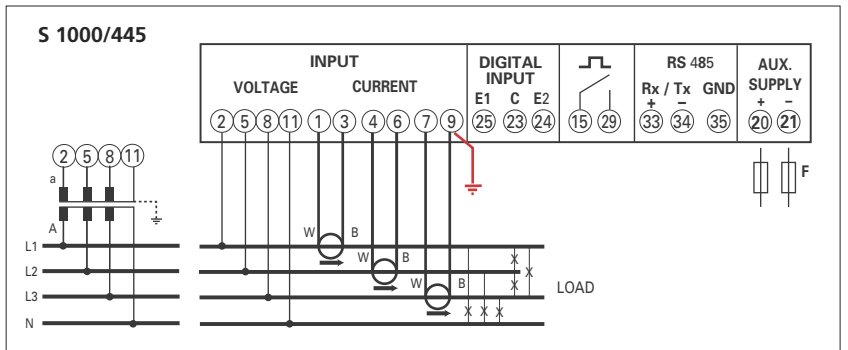 S 1000/445
INPUT
VOLTAGE CURRENT
DIGITAL
INPUT
E1 C E2
RS 485
Rx / Tx GND
+ –
AUX.
SUPPLY
+ –
2 5 8 11 1 3 4 6 7 9 25 23 24 15 29 33 34 35 20 21
2 5 8 11
a
A
F
W B
L1
W B
L2
W B
L3
N
X X
X
X X X
LOAD